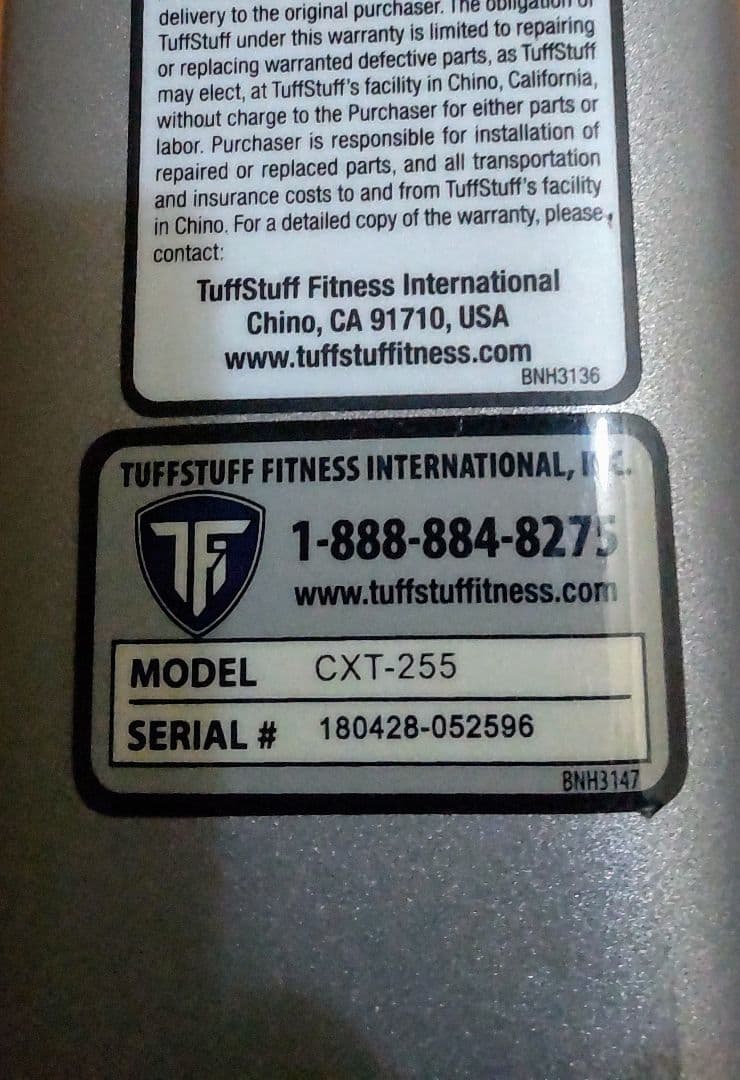 delivery to the original purchaser. The obligation of
TuffStuff under this warranty is limited to repairing
or replacing warranted defective parts, as TuffStuff
may elect, at TuffStuff's facility in Chino, California,
without charge to the Purchaser for either parts or
labor. Purchaser is responsible for installation of
repaired or replaced parts, and all transportation
and insurance costs to and from TuffStuff's facility
in Chino. For a detailed copy of the warranty, please
contact:
TuffStuff Fitness International
Chino, CA 91710, USA
www.tuffstuffitness.com
BNH3136
TUFFSTUFF FITNESS INTERNATIONAL, INC.
TF
1-888-884-8275
www.tuffstuffitness.com
MODEL CXT-255
SERIAL # 180428-052596
BNH3147